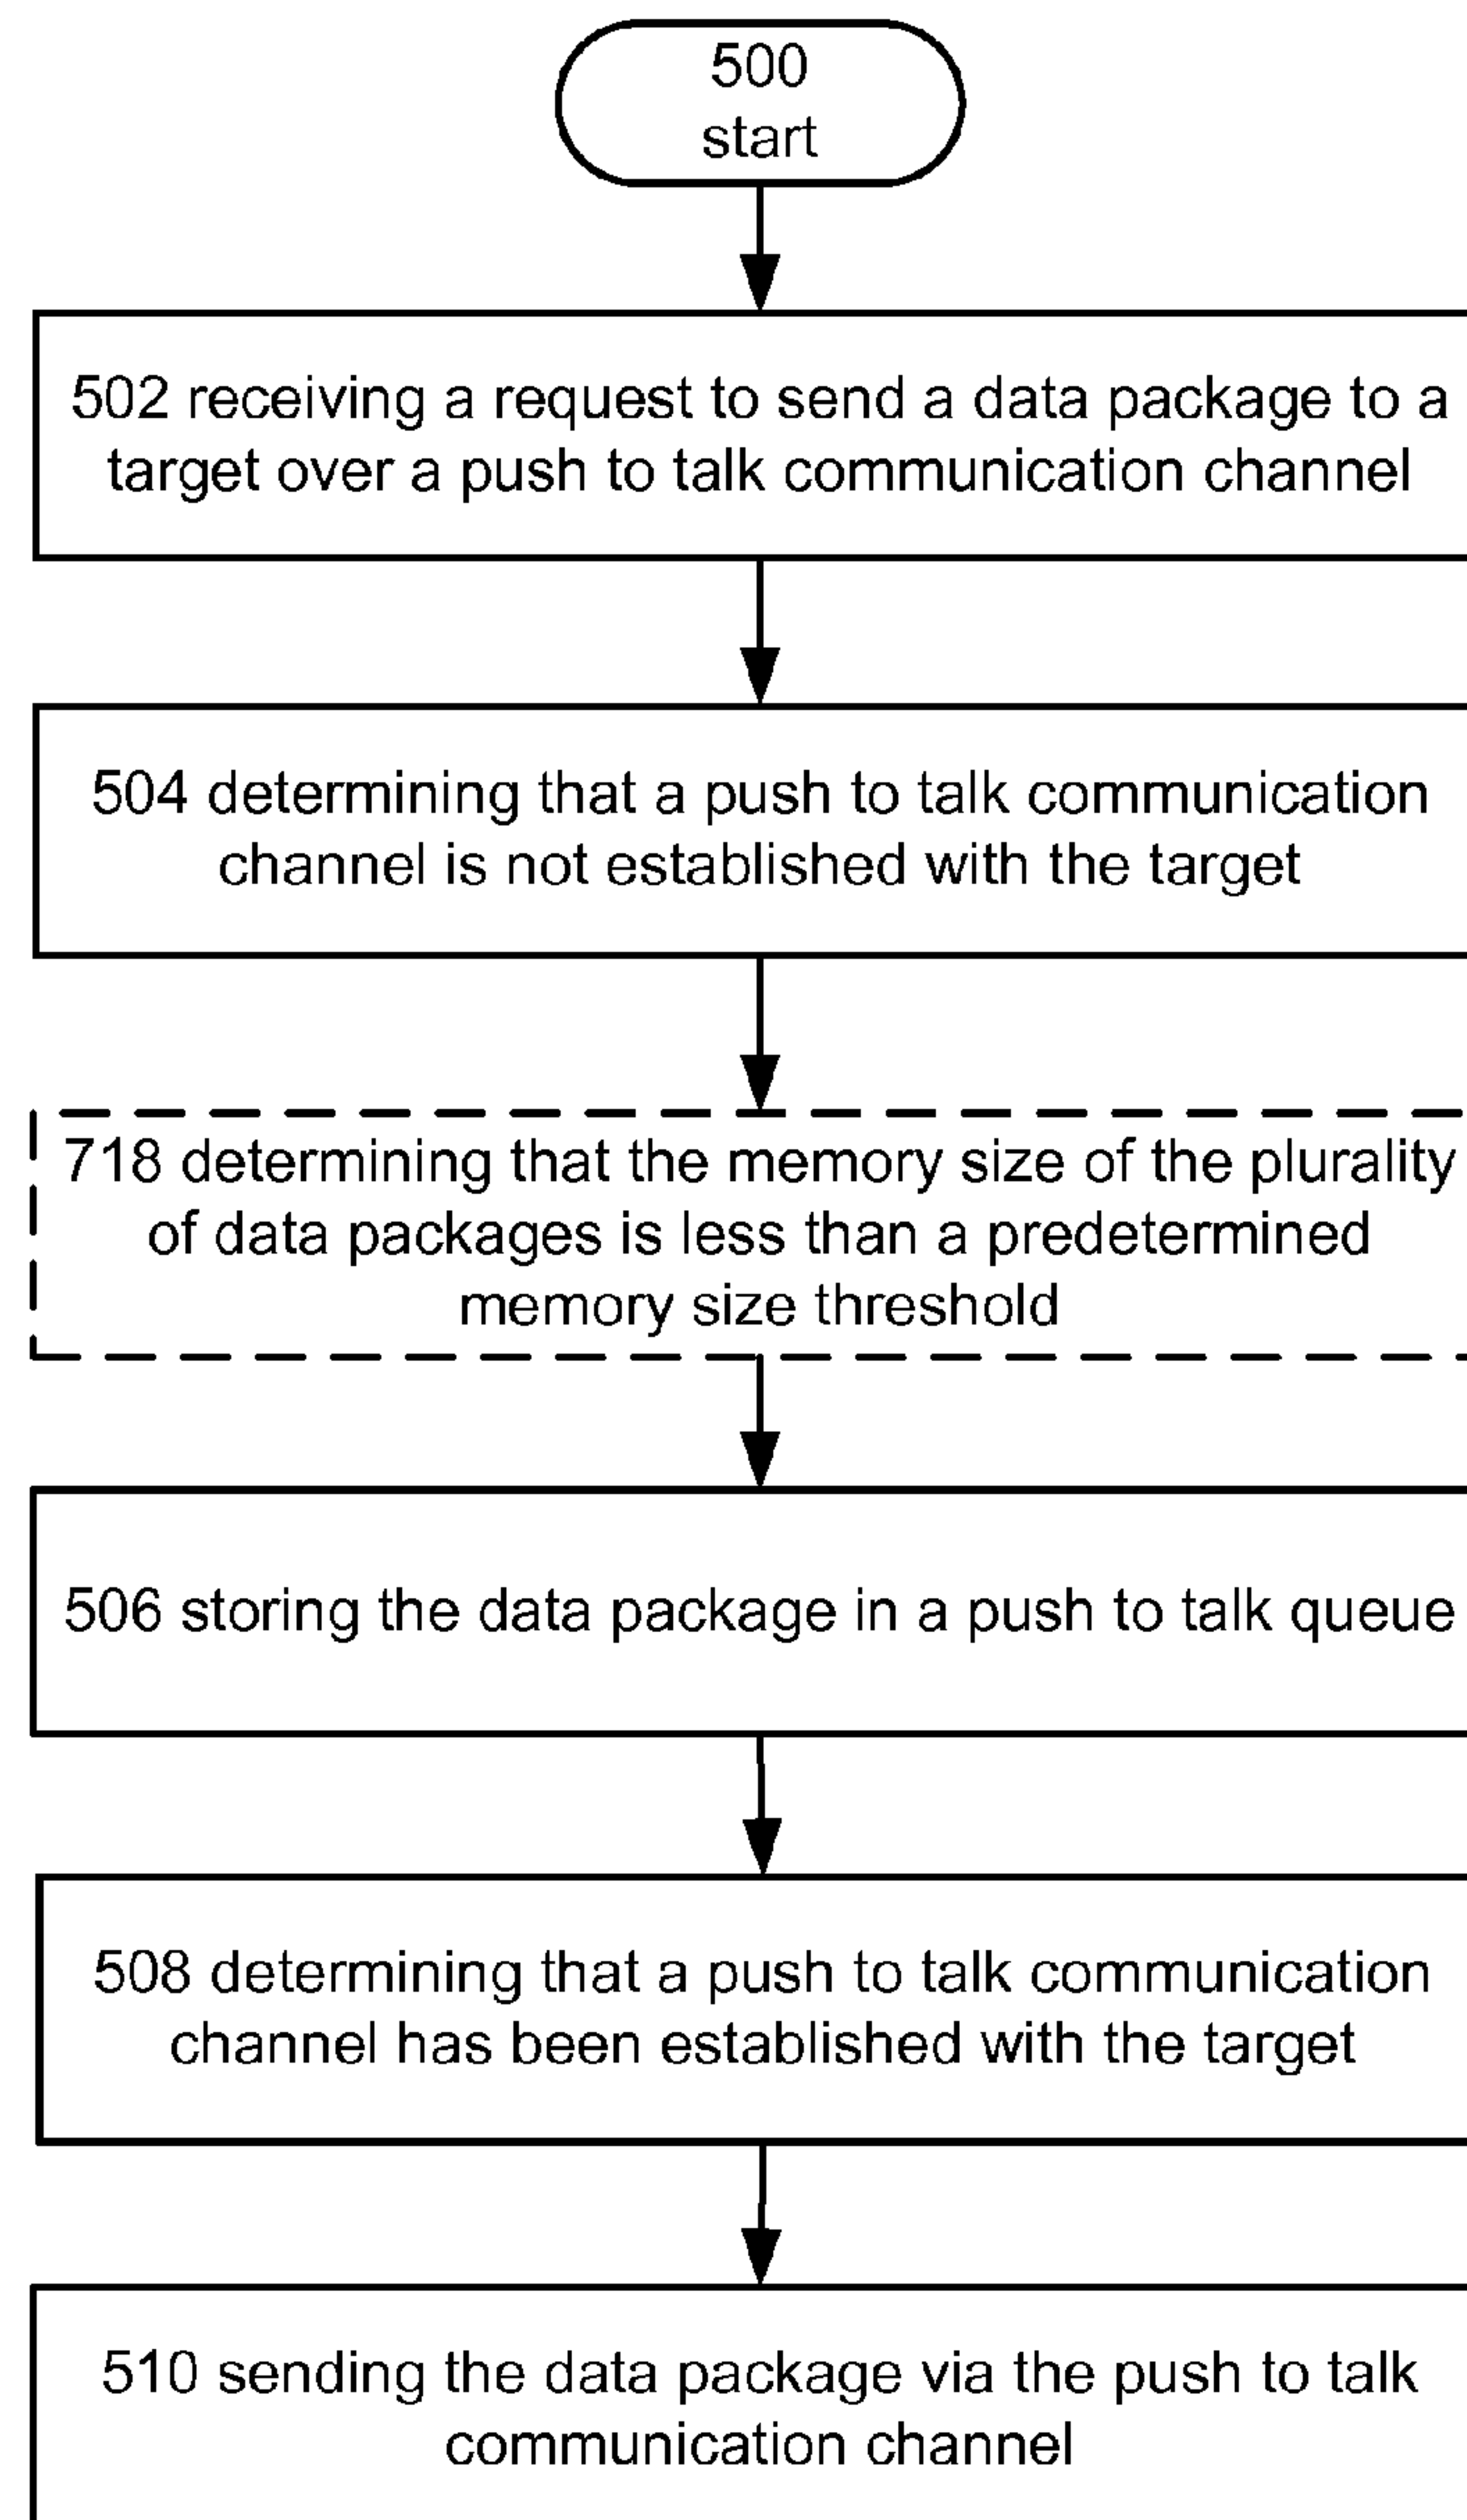 500
start
502 receiving a request to send a data package to a
target over a push to talk communication channel
504 determining that a push to talk communication
channel is not established with the target
718 determining that the memory size of the plurality
of data packages is less than a predetermined
memory size threshold
506 storing the data package in a push to talk queue
508 determining that a push to talk communication
channel has been established with the target
510 sending the data package via the push to talk
communication channel